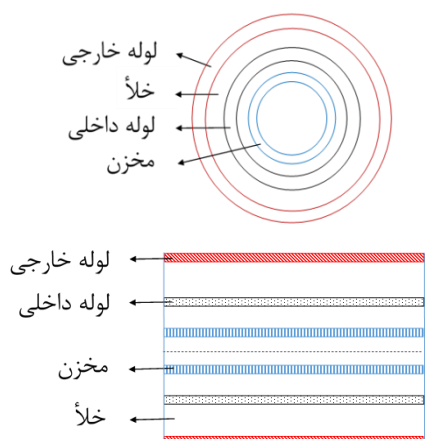 لوله خارجی
خلأ
لوله داخلی
مخزن
لوله خارجی
لوله داخلی
مخزن
خلأ